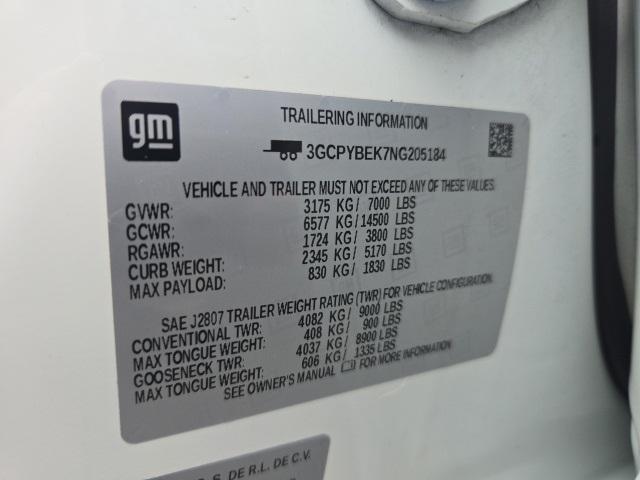 gm
TRAILERING INFORMATION
3GCPYBEK7NG205184
VEHICLE AND TRAILER MUST NOT EXCEED ANY OF THESE VALUES.
GVWR: 3175 KG/ 7000 LBS
GCWR: 6577 KG/ 14500 LBS
RGAWR: 1724 KG/ 3800 LBS
CURB WEIGHT: 2345 KG/ 5170 LBS
MAX PAYLOAD: 830 KG/ 1830 LBS
SAE J2807 TRAILER WEIGHT RATING (TWR) FOR VEHICLE CONFIGURATION.
CONVENTIONAL TWR: 4082 KG/ 9000 LBS
MAX TONGUE WEIGHT: 408 KG/ 900 LBS
GOOSENECK TWR: 4037 KG/ 8900 LBS
MAX TONGUE WEIGHT: 606 KG/ 1335 LBS
SEE OWNER'S MANUAL FOR MORE INFORMATION
S. DE R.L. DE C.V.